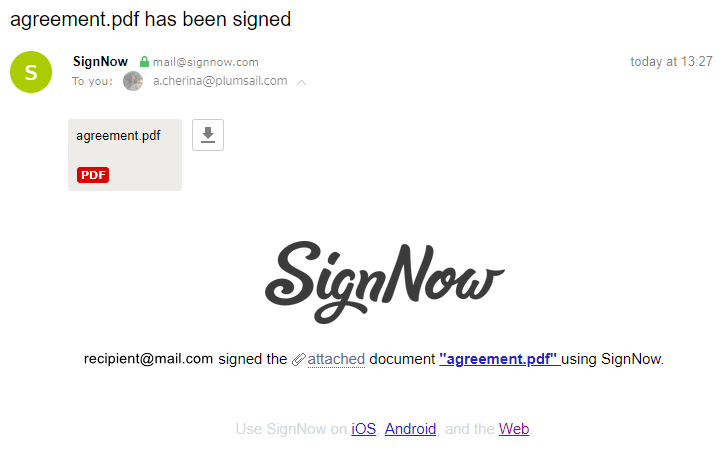 agreement.pdf has been signed
S
SignNow mail@signnow.com today at 13:27
To you: a.cherina@plumsail.com
agreement.pdf
PDF
SignNow
recipient@mail.com signed the attached document "agreement.pdf" using SignNow.
Use SignNow on iOS, Android, and the Web